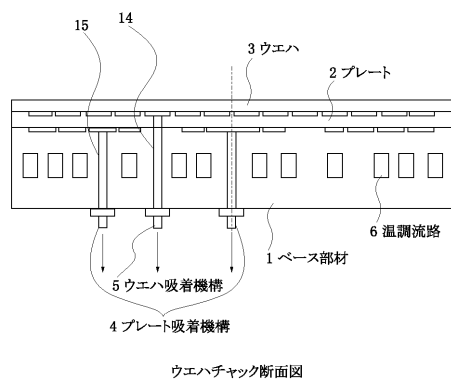 15
14
3 ウエハ
2 プレート
6 温調流路
1 ベース部材
5 ウエハ吸着機構
4 プレート吸着機構
ウエハチャック断面図